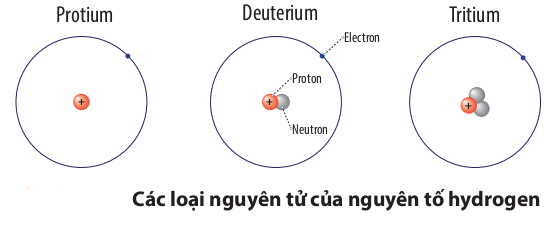 Protium
Deuterium
Tritium
Electron
Proton
+
+
+
Neutron
Các loại nguyên tử của nguyên tố hydrogen